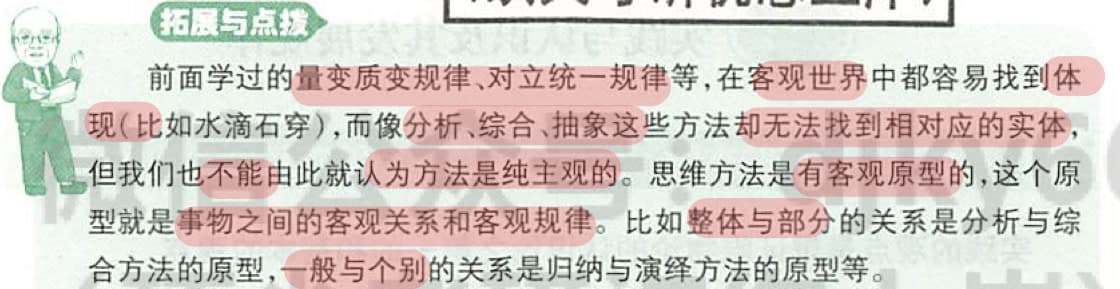 拓展与点拨
前面学过的量变质变规律、对立统一规律等,在客观世界中都容易找到体
现(比如水滴石穿),而像分析、综合、抽象这些方法却无法找到相对应的实体,
但我们也不能由此就认为方法是纯主观的。思维方法是有客观原型的,这个原
型就是事物之间的客观关系和客观规律。比如整体与部分的关系是分析与综
合方法的原型,一般与个别的关系是归纳与演绎方法的原型等。